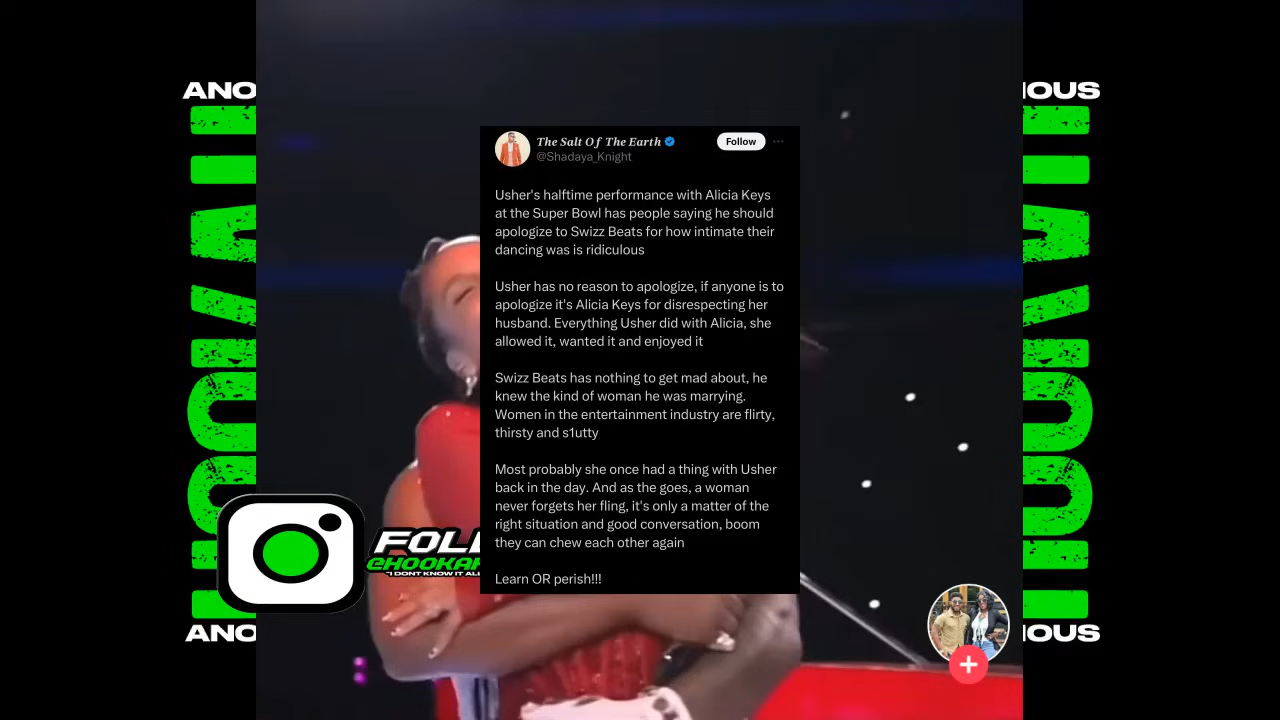 ANO
IOUS
The Salt Of The Earth
Follow
@Shadaya_Knight
Usher's halftime performance with Alicia Keys
at the Super Bowl has people saying he should
apologize to Swizz Beats for how intimate their
dancing was is ridiculous
Usher has no reason to apologize, if anyone is to
apologize it's Alicia Keys for disrespecting her
husband. Everything Usher did with Alicia, she
allowed it, wanted it and enjoyed it
Swizz Beats has nothing to get mad about, he
knew the kind of woman he was marrying.
Women in the entertainment industry are flirty,
thirsty and s1utty
Most probably she once had a thing with Usher
back in the day. And as the goes, a woman
never forgets her fling, it's only a matter of the
right situation and good conversation, boom
they can chew each other again
Learn OR perish!!!
FOLL
@HOOKAH
"I DONT KNOW IT ALL
ANO
IOUS